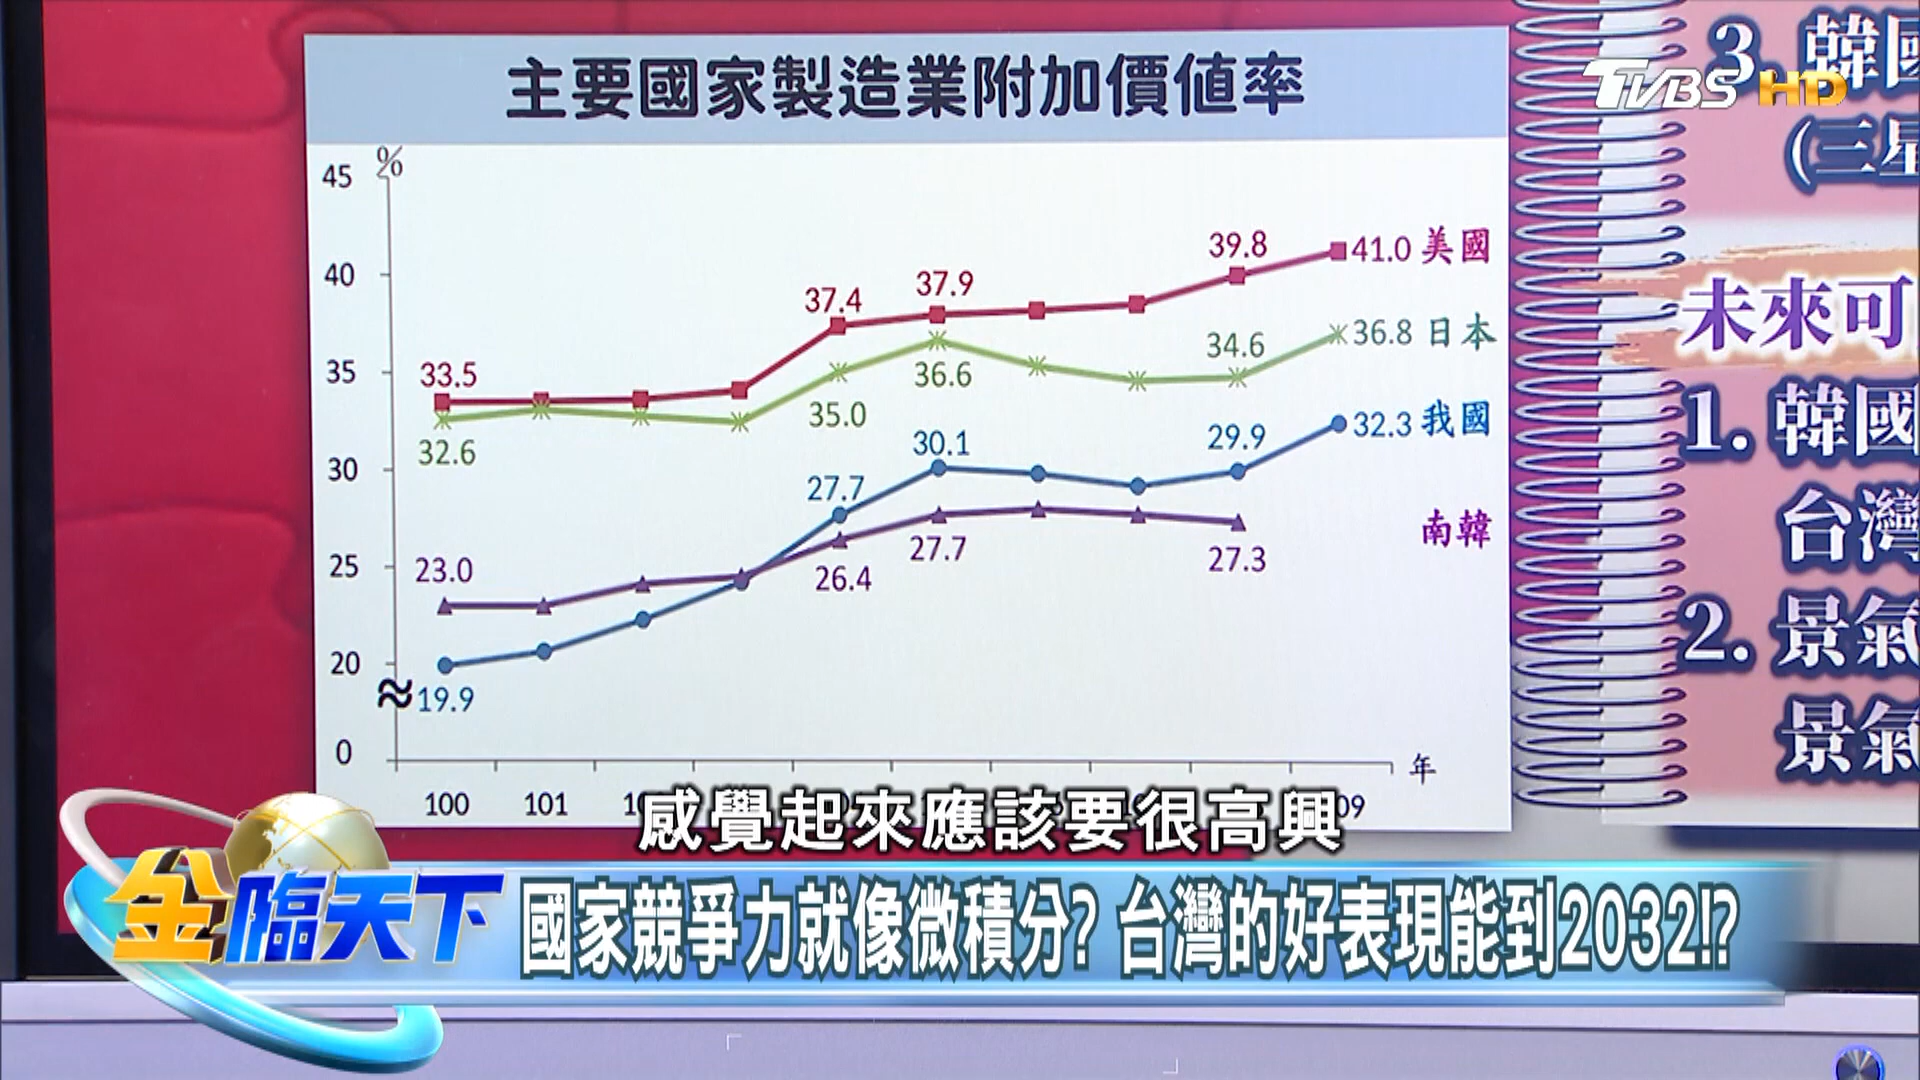 主要國家製造業附加價值率
3. 韓國
TVBS HD
(三星
%
45
40
35
30
25
20
0
33.5
37.4
37.9
39.8
41.0 美國
32.6
35.0
36.6
34.6
36.8 日本
19.9
27.7
30.1
29.9
32.3 我國
23.0
26.4
27.7
27.3
南韓
年
100
101
09
未來可
1. 韓國
台灣
2. 景氣
景氣
感覺起來應該要很高興
金臨天下
國家競爭力就像微積分? 台灣的好表現能到2032!?